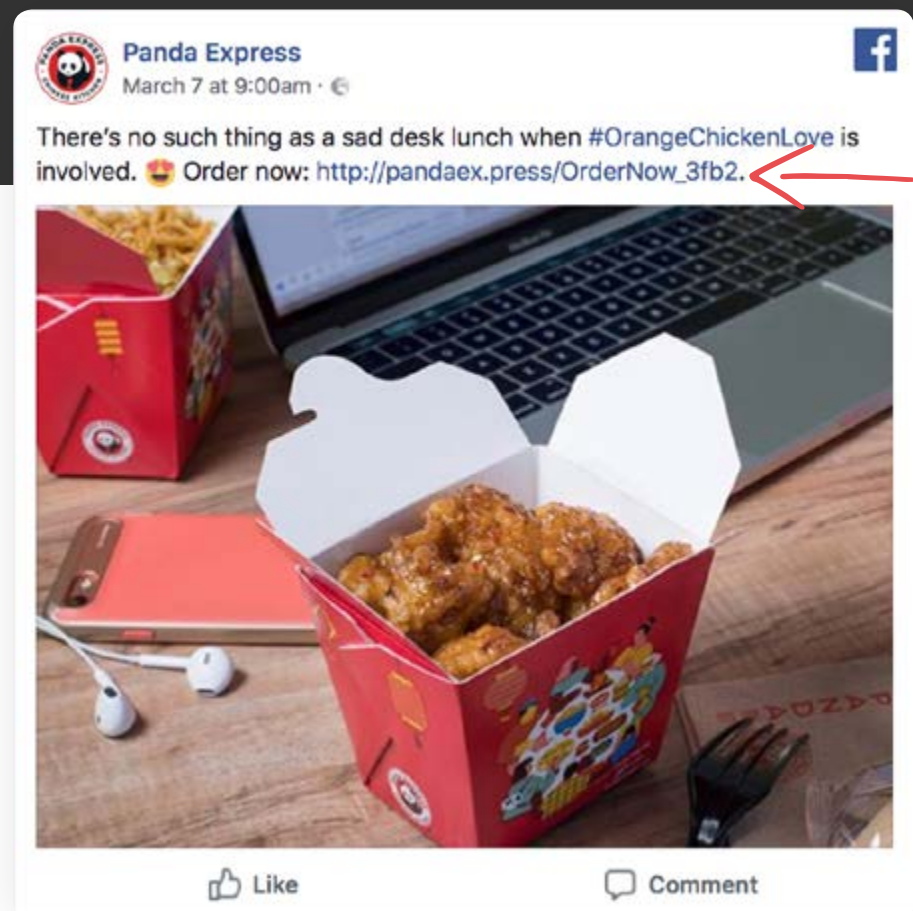 Panda Express
March 7 at 9:00am ·
There's no such thing as a sad desk lunch when #OrangeChickenLove is
involved. 😍 Order now: http://pandaex.press/OrderNow_3fb2.
PANDA
Like
Comment